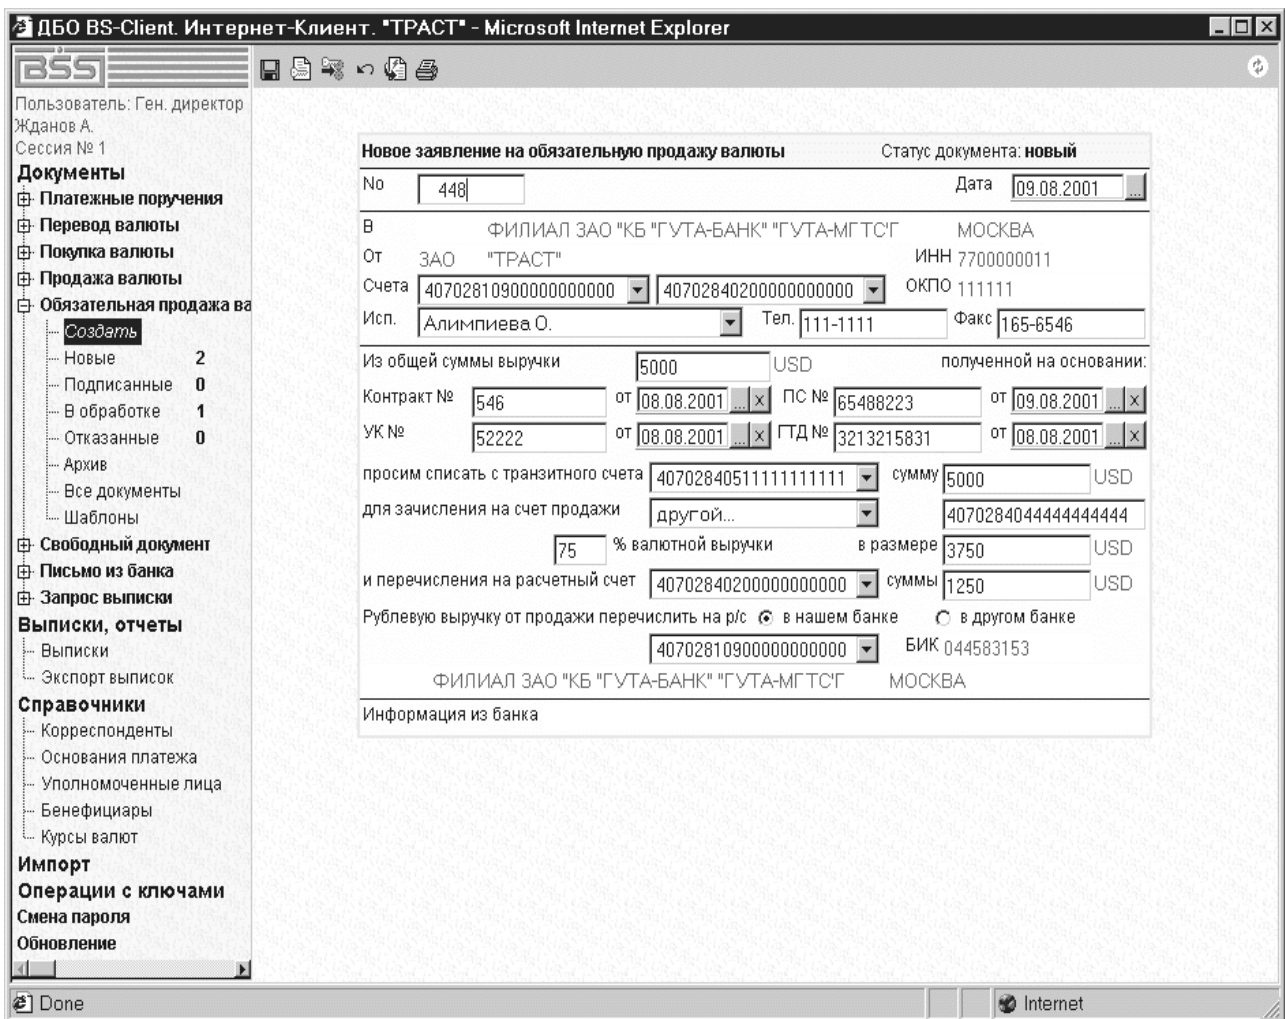 ДБО BS-Client. Интернет-Клиент. "ТРАСТ" - Microsoft Internet Explorer
BSS
Пользователь: Ген. директор
Жданов А.
Сессия № 1
Документы
Платежные поручения
Перевод валюты
Покупка валюты
Продажа валюты
Обязательная продажа ва
Создать
Новые 2
Подписанные 0
В обработке 1
Отказанные 0
Архив
Все документы
Шаблоны
Свободный документ
Письмо из банка
Запрос выписки
Выписки, отчеты
Выписки
Экспорт выписок
Справочники
Корреспонденты
Основания платежа
Уполномоченные лица
Бенефициары
Курсы валют
Импорт
Операции с ключами
Смена пароля
Обновление
Новое заявление на обязательную продажу валюты Статус документа: новый
No 448 Дата 09.08.2001 ...
В ФИЛИАЛ ЗАО "КБ "ГУТА-БАНК" "ГУТА-МГТС"Г МОСКВА
От ЗАО "ТРАСТ" ИНН 7700000011
Счета 40702810900000000000 40702840200000000000 ОКПО 111111
Исп. Алимпиева О. Тел. 111-1111 Факс 165-6546
Из общей суммы выручки 5000 USD полученной на основании:
Контракт № 546 от 08.08.2001 ... x ПС № 65488223 от 09.08.2001 ... x
УК № 52222 от 08.08.2001 ... x ГТД № 3213215831 от 08.08.2001 ... x
просим списать с транзитного счета 40702840511111111111 сумму 5000 USD
для зачисления на счет продажи другой... 4070284044444444444
75 % валютной выручки в размере 3750 USD
и перечисления на расчетный счет 40702840200000000000 суммы 1250 USD
Рублевую выручку от продажи перечислить на р/с в нашем банке в другом банке
40702810900000000000 БИК 044583153
ФИЛИАЛ ЗАО "КБ "ГУТА-БАНК" "ГУТА-МГТС"Г МОСКВА
Информация из банка
Done Internet